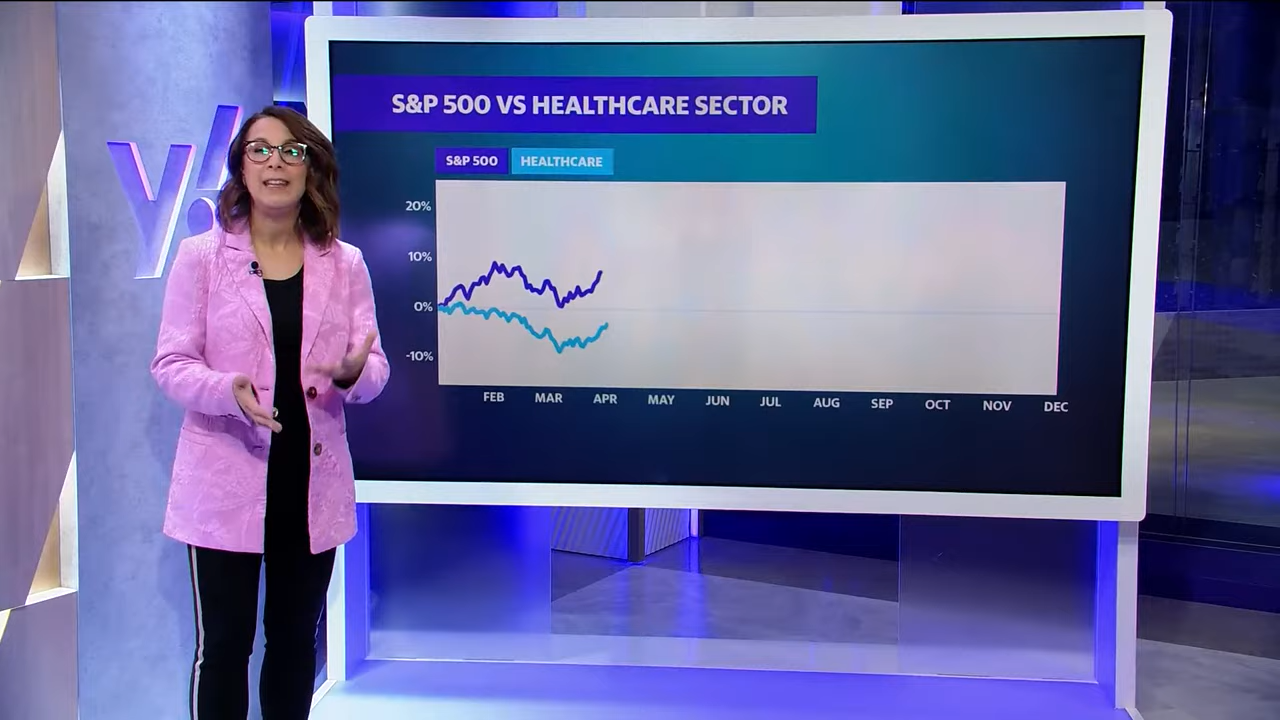 y!
S&P 500 VS HEALTHCARE SECTOR
S&P 500 HEALTHCARE
20%
10%
0%
-10%
FEB MAR APR MAY JUN JUL AUG SEP OCT NOV DEC